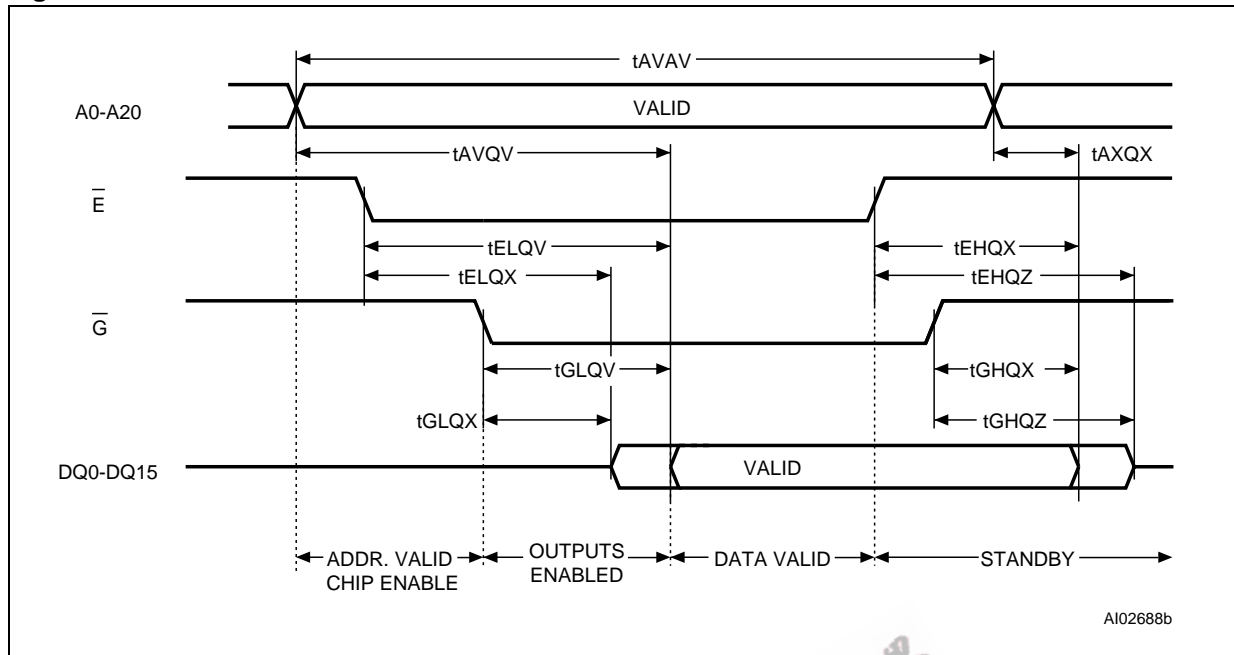 tAVAV
A0-A20
VALID
tAVQV
tAXQX
E
tELQV
tEHQX
tELQX
tEHQZ
G
tGLQV
tGHQX
tGLQX
tGHQZ
DQ0-DQ15
VALID
ADDR. VALID
CHIP ENABLE
OUTPUTS
ENABLED
DATA VALID
STANDBY
AI02688b